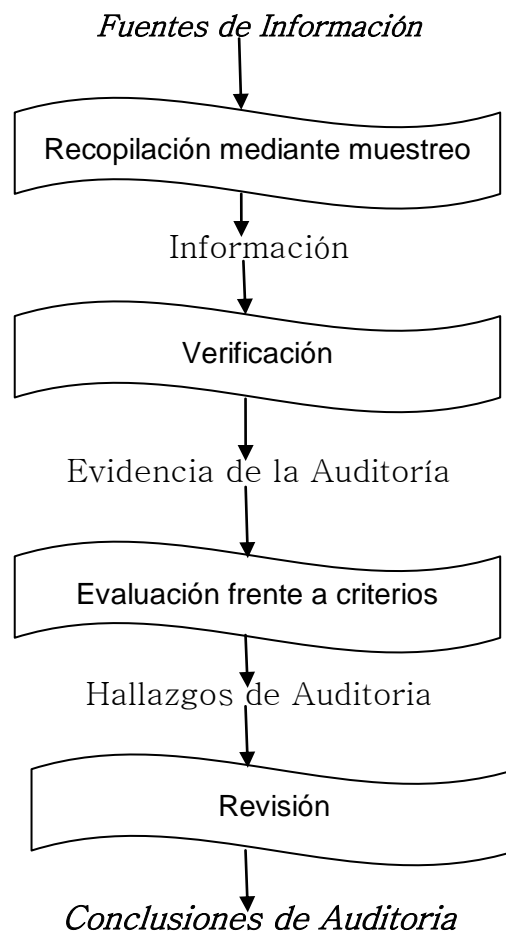 Fuentes de Información
Recopilación mediante muestreo
Información
Verificación
Evidencia de la Auditoría
Evaluación frente a criterios
Hallazgos de Auditoria
Revisión
Conclusiones de Auditoria